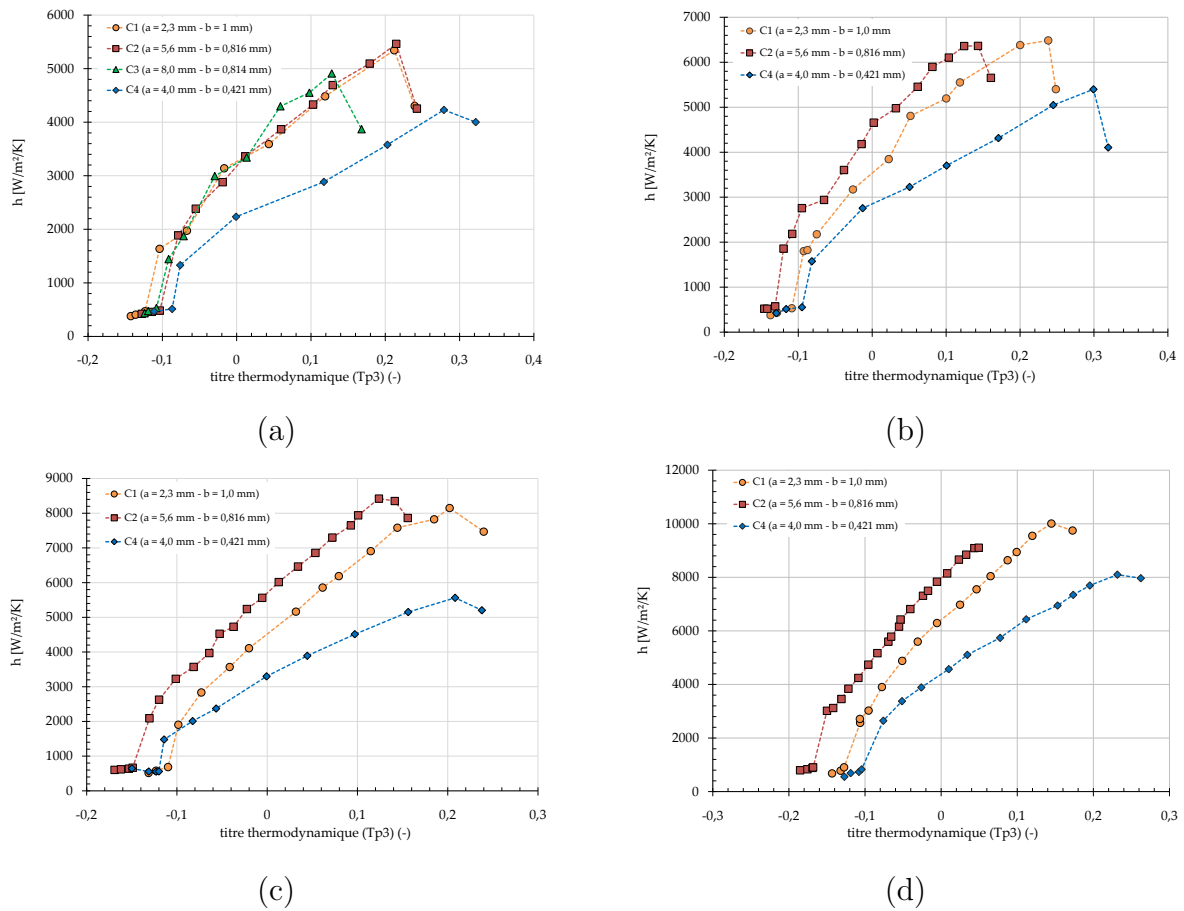 6000
5000
4000
3000
2000
1000
0
h [W/m²/K]
C1 (a = 2,3 mm - b = 1 mm)
C2 (a = 5,6 mm - b = 0,816 mm)
C3 (a = 8,0 mm - b = 0,814 mm)
C4 (a = 4,0 mm - b = 0,421 mm)
-0,2 -0,1 0 0,1 0,2 0,3 0,4
titre thermodynamique (Tp3) (-)
(a)
7000
6000
5000
4000
3000
2000
1000
0
h [W/m²/K]
C1 (a = 2,3 mm - b = 1,0 mm)
C2 (a = 5,6 mm - b = 0,816 mm)
C4 (a = 4,0 mm - b = 0,421 mm)
-0,2 -0,1 0 0,1 0,2 0,3 0,4
titre thermodynamique (Tp3) (-)
(b)
9000
8000
7000
6000
5000
4000
3000
2000
1000
0
h [W/m²/K]
C1 (a = 2,3 mm - b = 1,0 mm)
C2 (a = 5,6 mm - b = 0,816 mm)
C4 (a = 4,0 mm - b = 0,421 mm)
-0,2 -0,1 0 0,1 0,2 0,3
titre thermodynamique (Tp3) (-)
(c)
12000
10000
8000
6000
4000
2000
0
h [W/m²/K]
C1 (a = 2,3 mm - b = 1,0 mm)
C2 (a = 5,6 mm - b = 0,816 mm)
C4 (a = 4,0 mm - b = 0,421 mm)
-0,3 -0,2 -0,1 0 0,1 0,2 0,3
titre thermodynamique (Tp3) (-)
(d)